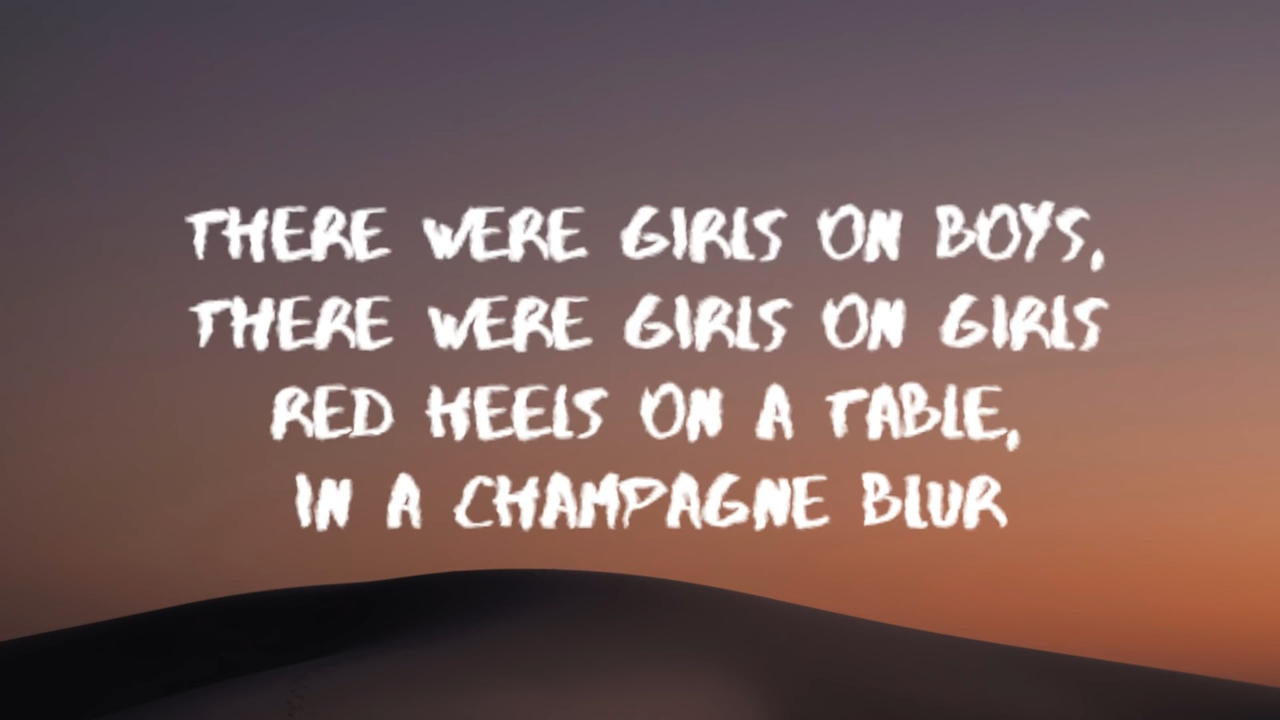 THERE WERE GIRLS ON BOYS,
THERE WERE GIRLS ON GIRLS
RED HEELS ON A TABLE,
IN A CHAMPAGNE BLUR